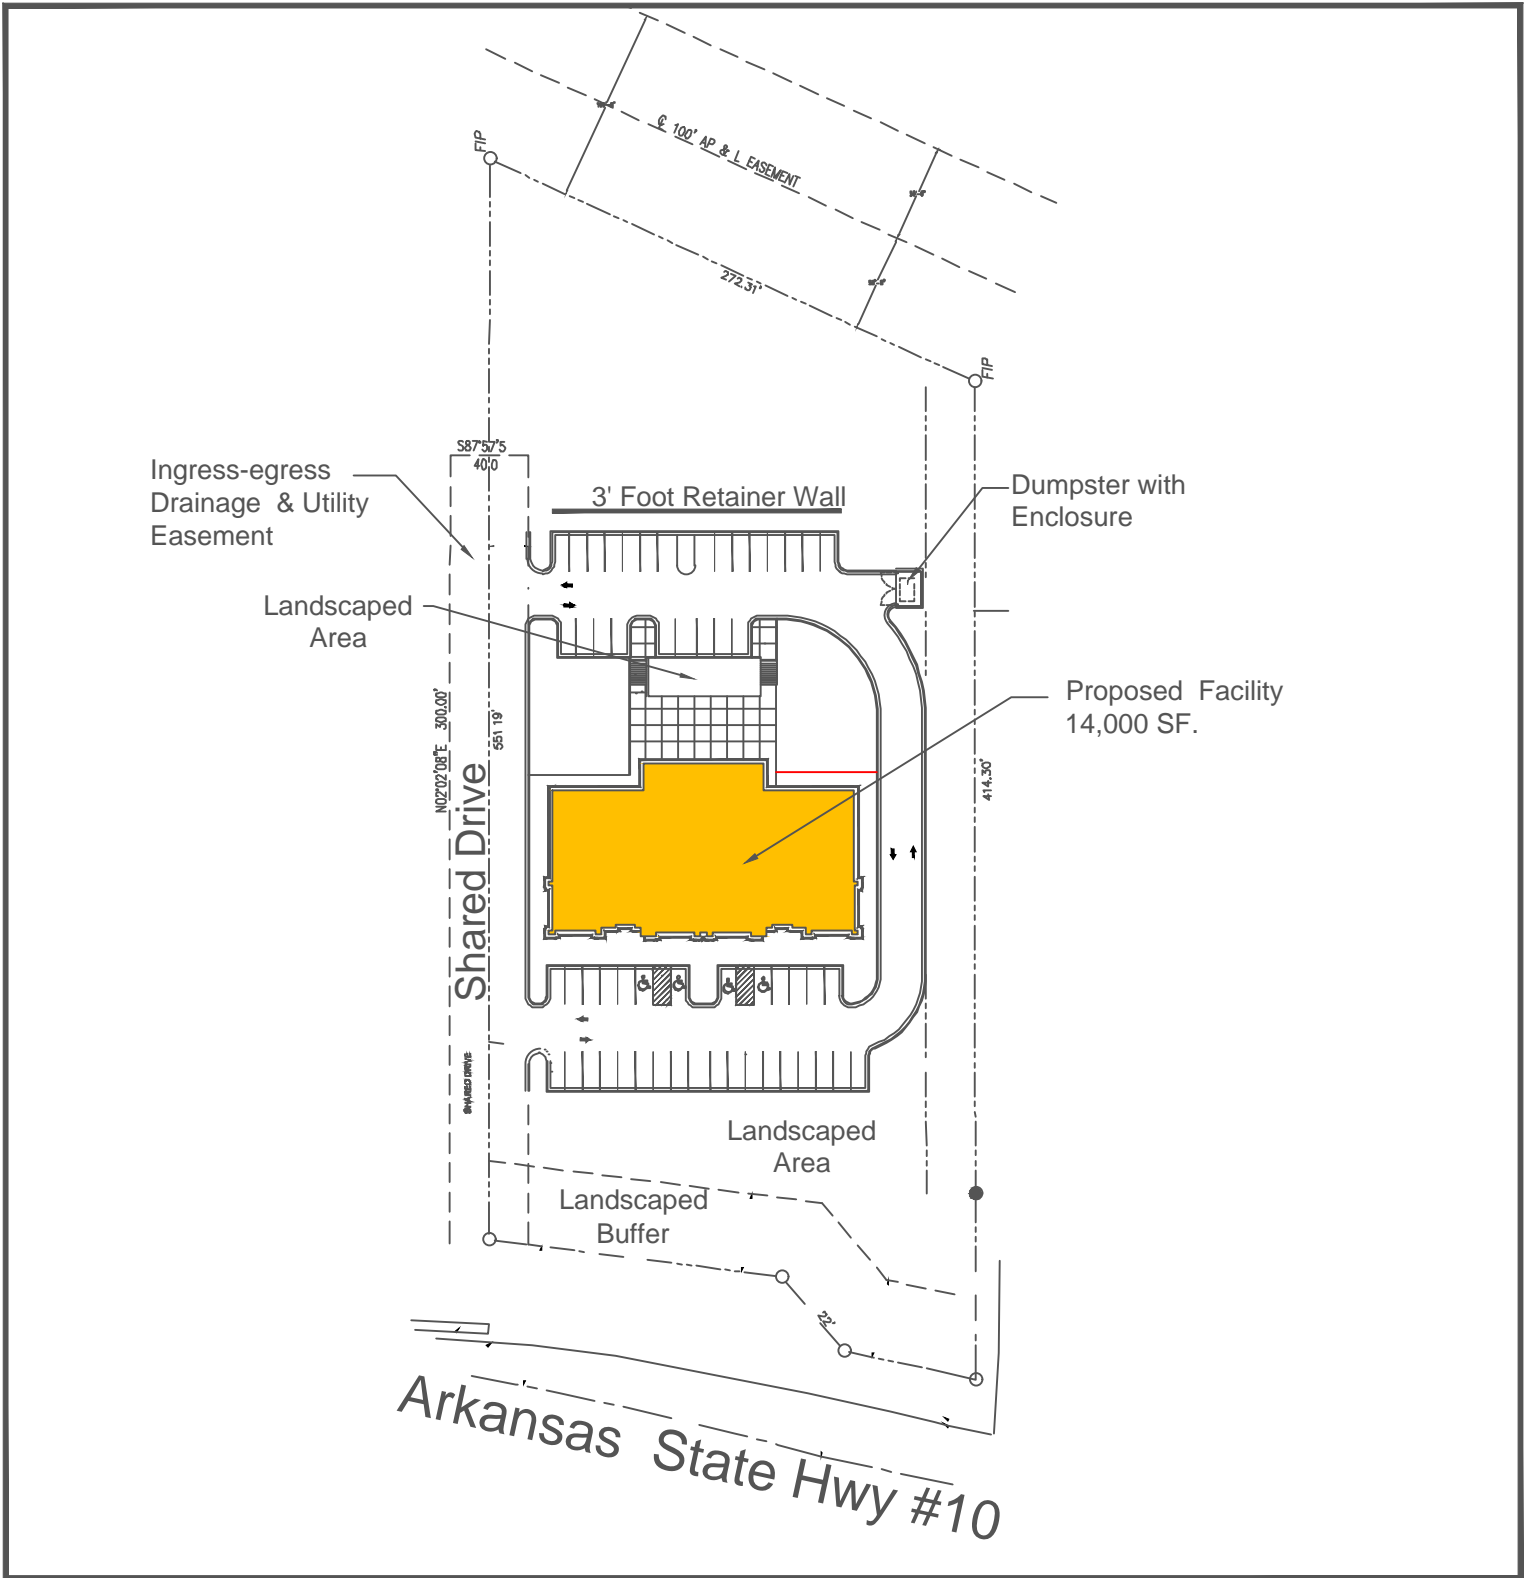 FIP
℄ 100' AP & L EASEMENT
272.31'
FIP
S87°57'5
40.0
Ingress-egress
Drainage & Utility
Easement
3' Foot Retainer Wall
Dumpster with
Enclosure
Landscaped
Area
Proposed Facility
14,000 SF.
N02°02'08"E 300.00'
551 19'
Shared Drive
414.30'
SHARED DRIVE
Landscaped
Area
Landscaped
Buffer
22'
Arkansas State Hwy #10